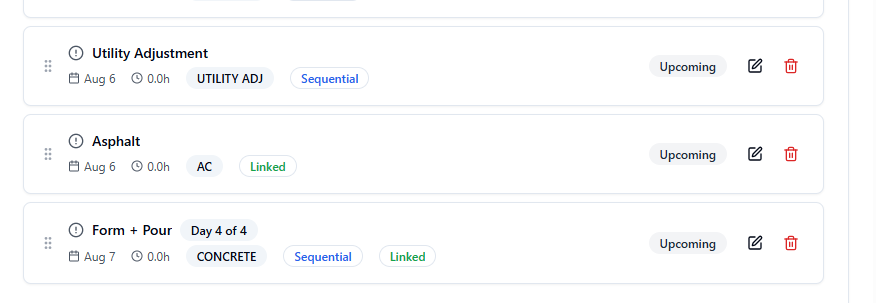 Utility Adjustment
Aug 6 0.0h UTILITY ADJ Sequential
Upcoming
Asphalt
Aug 6 0.0h AC Linked
Upcoming
Form + Pour Day 4 of 4
Aug 7 0.0h CONCRETE Sequential Linked
Upcoming